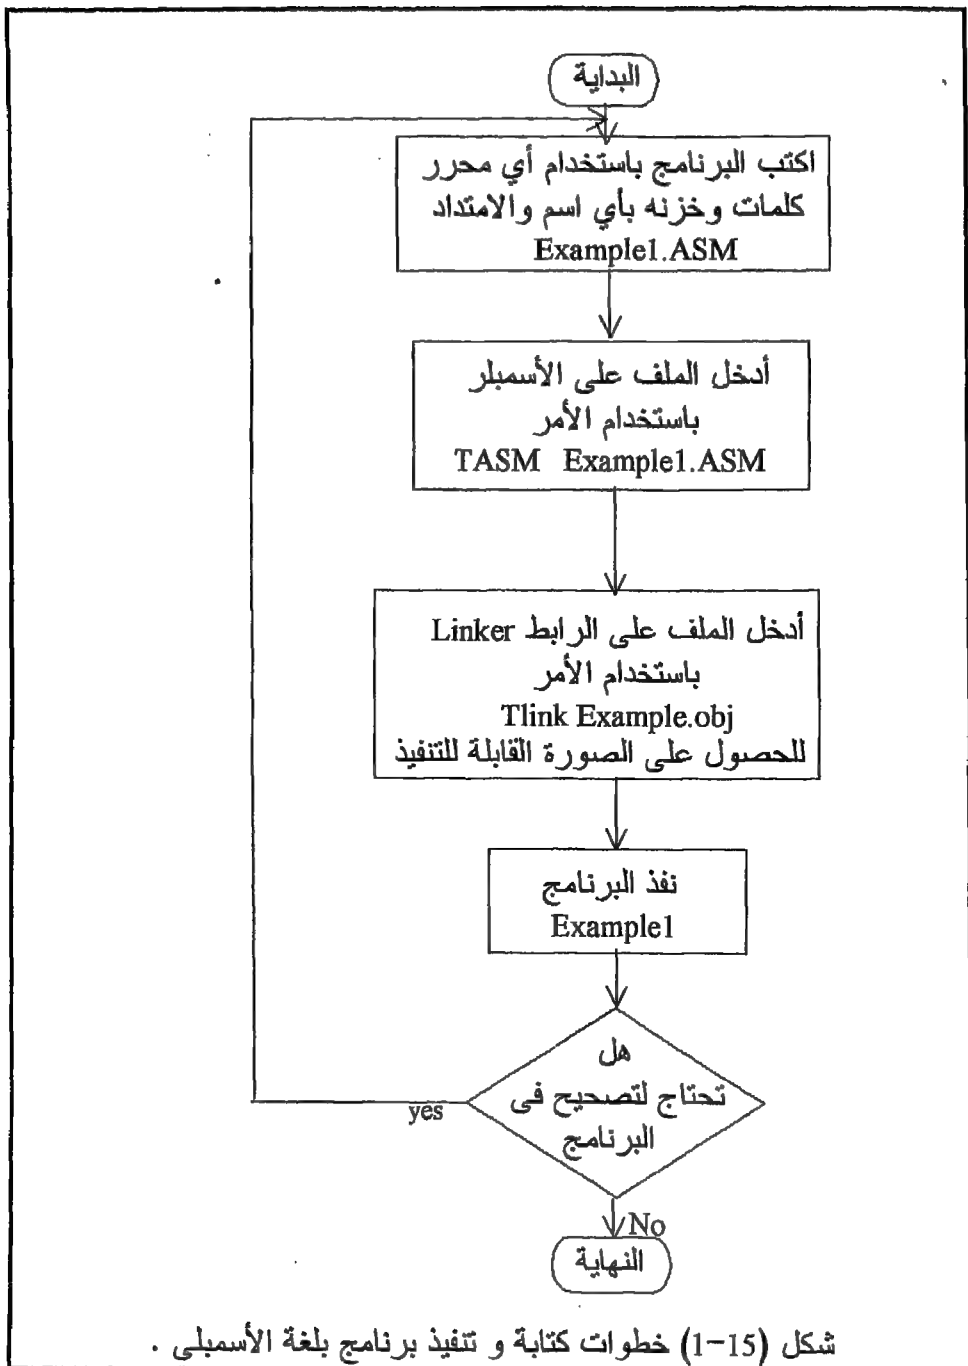 البداية
اكتب البرنامج باستخدام أي محرر
كلمات وخزنه بأي اسم والامتداد
Example1.ASM
أدخل الملف على الأسمبلر
باستخدام الأمر
TASM Example1.ASM
أدخل الملف على الرابط Linker
باستخدام الأمر
Tlink Example.obj
للحصول على الصورة القابلة للتنفيذ
نفذ البرنامج
Example1
هل
تحتاج لتصحيح فى
البرنامج
yes
No
النهاية
شكل (15-1) خطوات كتابة و تنفيذ برنامج بلغة الأسمبلى .